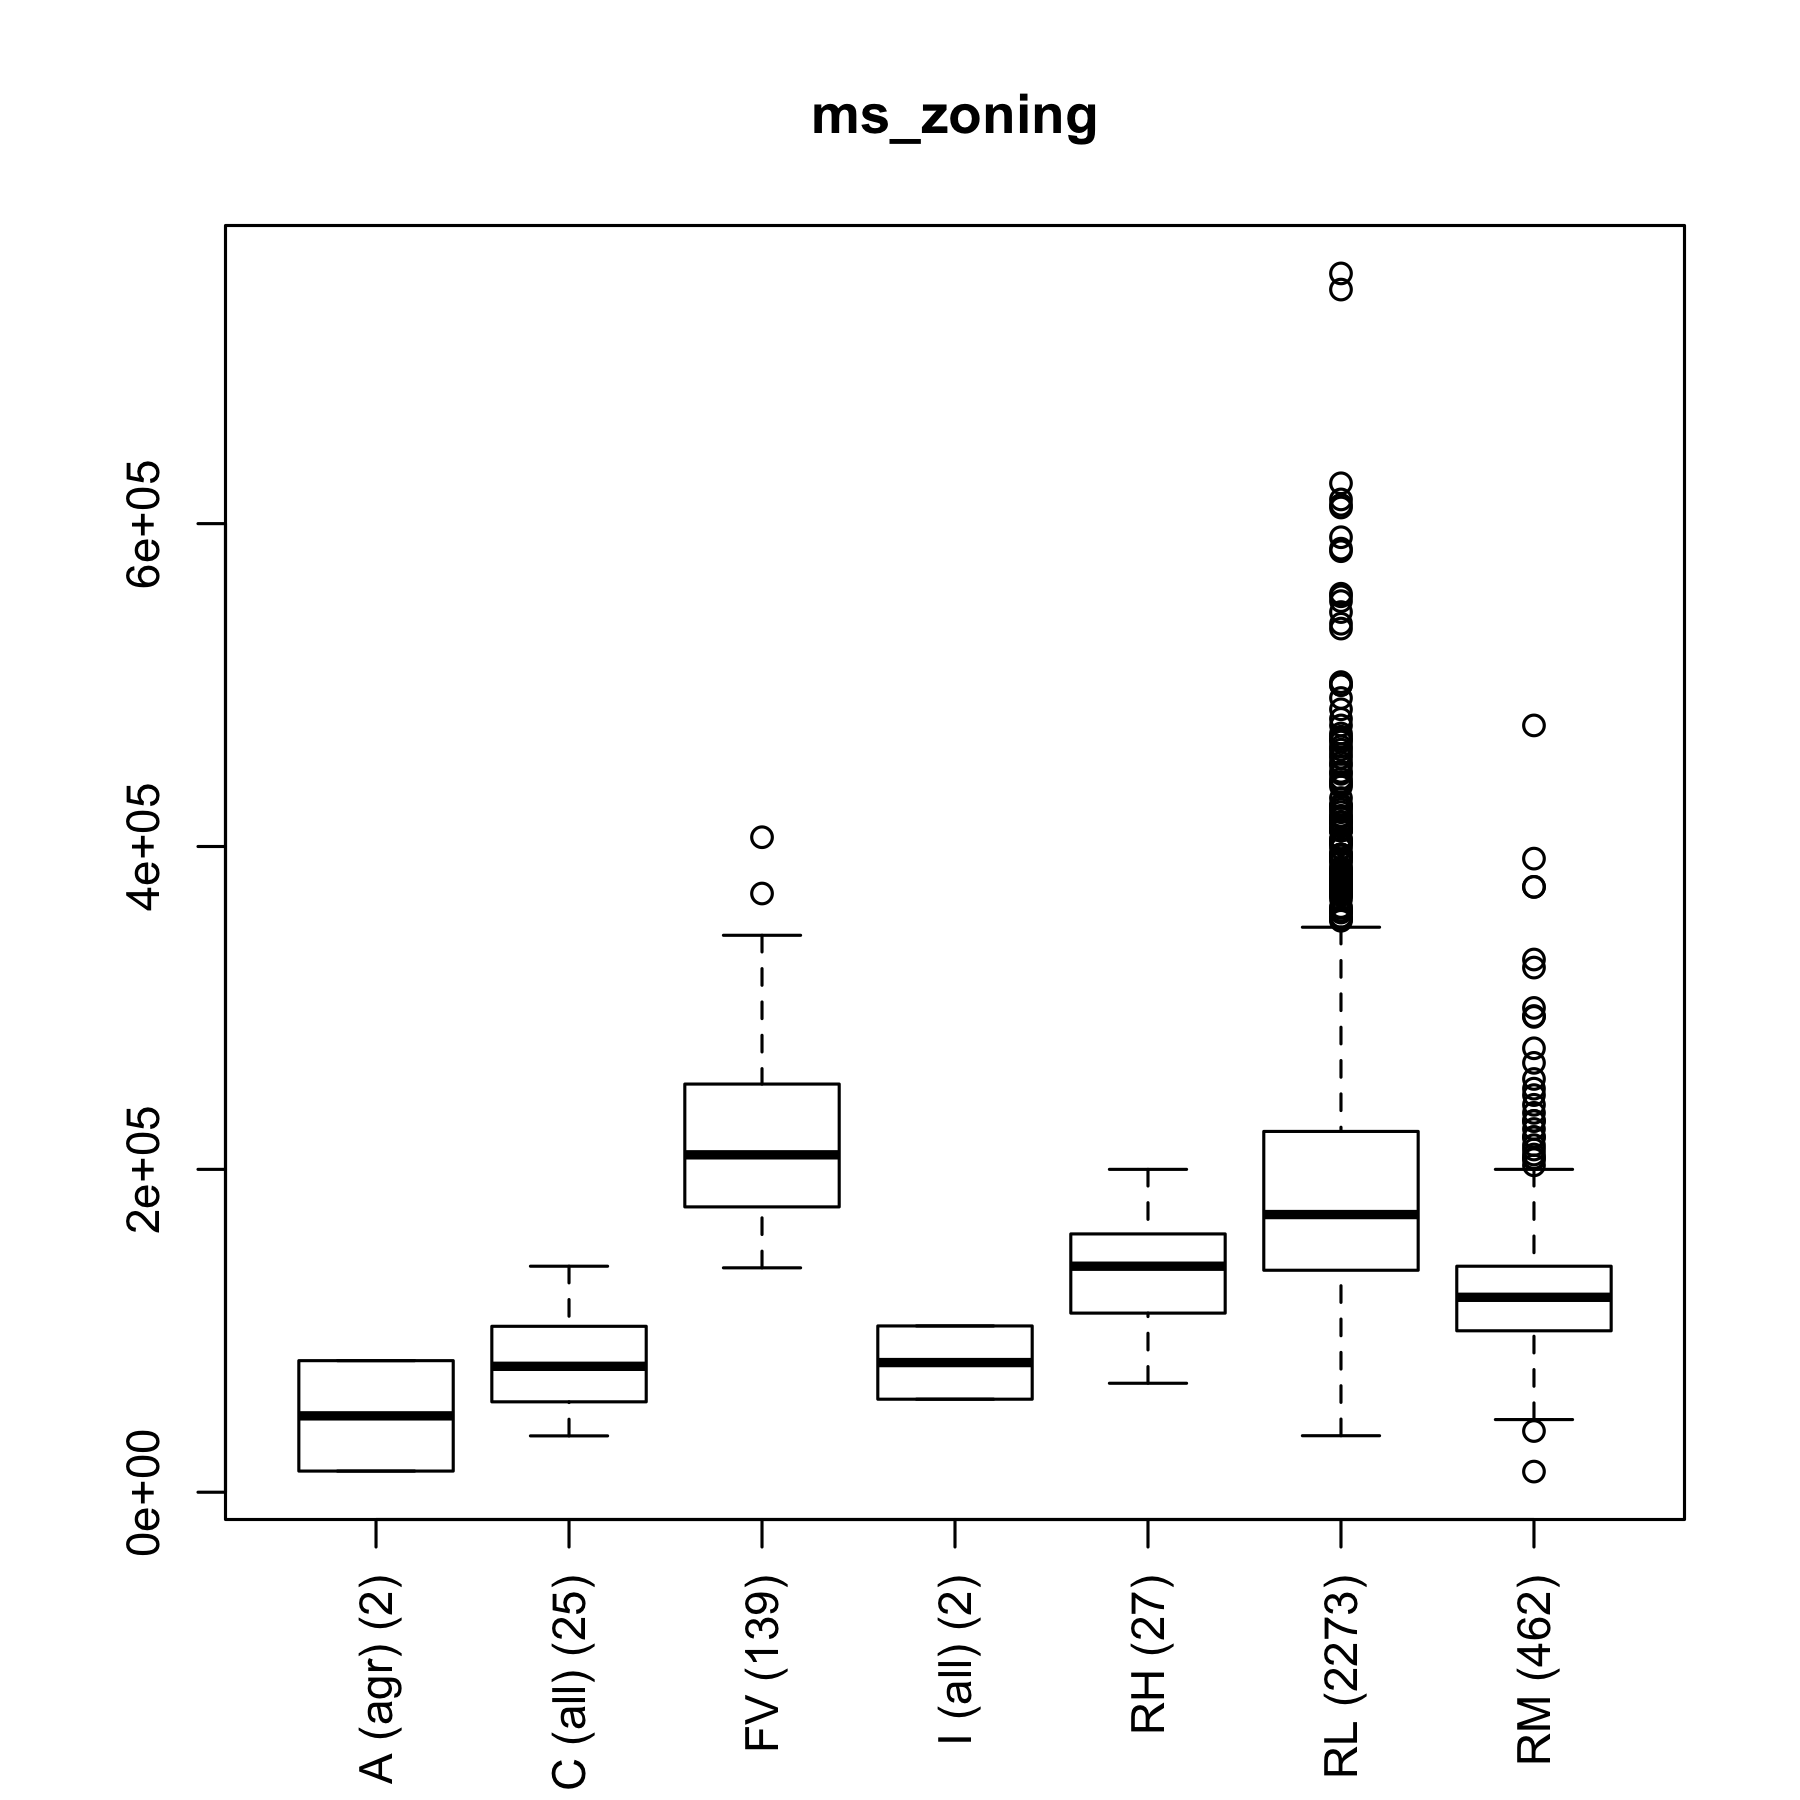 ms_zoning
6e+05
4e+05
2e+05
0e+00
A (agr) (2)
C (all) (25)
FV (139)
I (all) (2)
RH (27)
RL (2273)
RM (462)